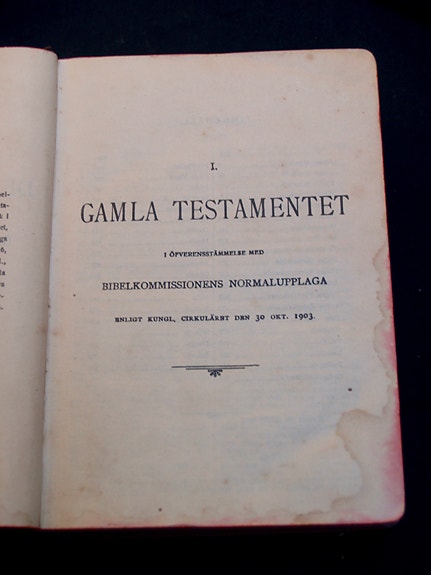 I.
GAMLA TESTAMENTET
I ÖFVERENSSTÄMMELSE MED
BIBELKOMMISSIONENS NORMALUPPLAGA
ENLIGT KUNGL. CIRKULÄRET DEN 30 OKT. 1903.